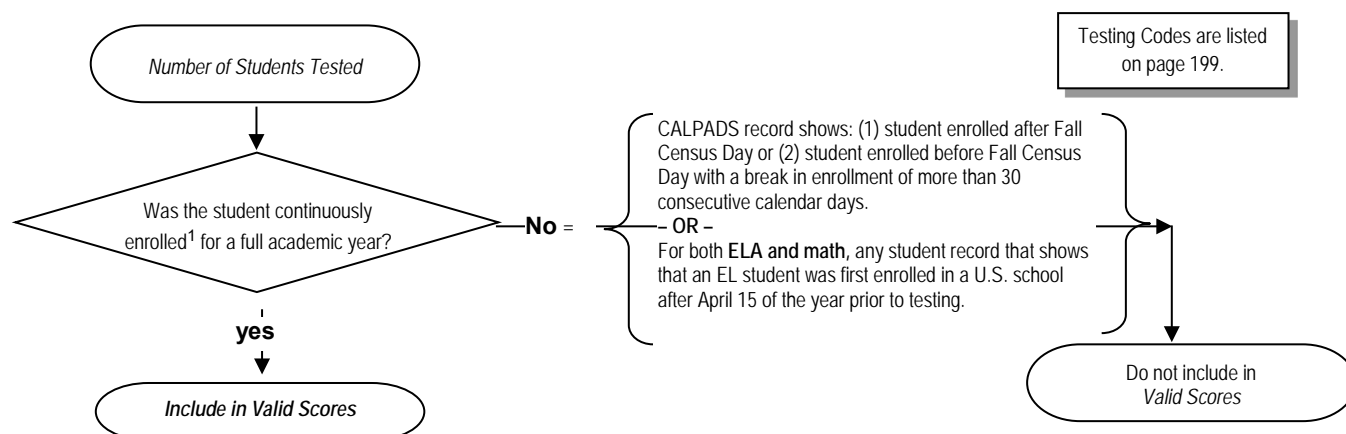 Number of Students Tested
Testing Codes are listed
on page 199.
CALPADS record shows: (1) student enrolled after Fall
Census Day or (2) student enrolled before Fall Census
Day with a break in enrollment of more than 30
consecutive calendar days.
– OR –
For both ELA and math, any student record that shows
that an EL student was first enrolled in a U.S. school
after April 15 of the year prior to testing.
Was the student continuously
enrolled1 for a full academic year?
No =
yes
Include in Valid Scores
Do not include in
Valid Scores